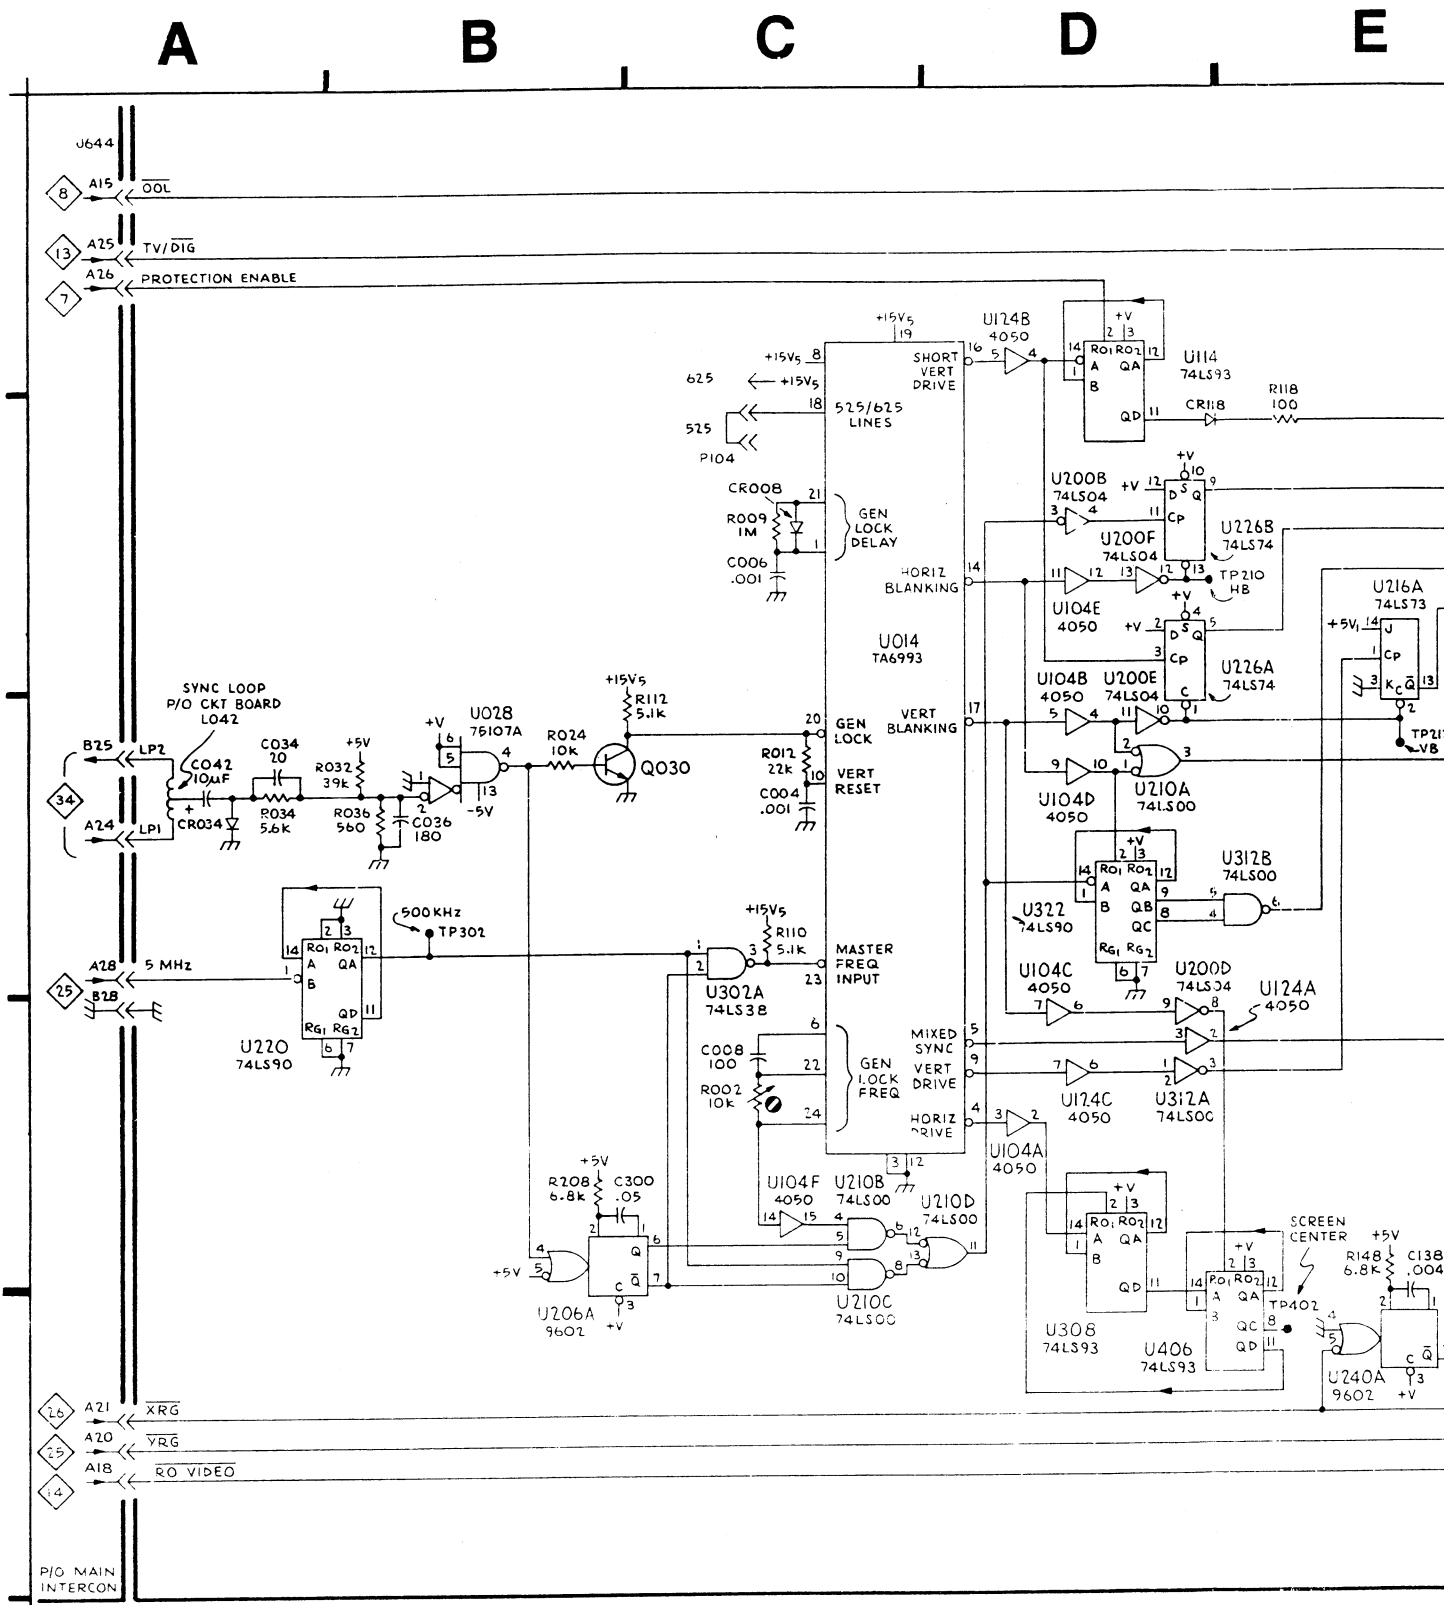 A B C D E
J644
8 A15 OOL
13 A25 TV/DIG
A26 PROTECTION ENABLE
7
+15V5
19
+15V5 8
625 +15V5
18
525
P104
SHORT
VERT
DRIVE
16
525/625
LINES
U124B
4050
5 4
+V
2 3
14 RO1 RO2 12
A QA
1 B
QD 11
U114
74LS93
CR118
R118
100
CR008
R009
1M
C006
.001
21
GEN
LOCK
DELAY
1
HORIZ
BLANKING
14
U014
TA6993
U200B
74LS04
3 4
+V
10
+V 12 D S Q 9
11 CP
U200F
74LS04
13 12 13
U226B
74LS74
TP210
HB
11 12
U104E
4050
+V
4
+V 2 D S Q 5
3 CP
C
1
U226A
74LS74
U216A
74LS73
+5V1 14 J
1 CP
3 K C Q 13
2
SYNC LOOP
P/O CKT BOARD
L042
B25 LP2
34
A24 LP1
C042
10µF
+
CR034
C034
20
R034
5.6K
+5V
R032
39K
R036
560
C036
180
U028
75107A
+V
6
5
4
1
2
13
-5V
R024
10K
+15V5
R112
5.1K
Q030
20
GEN
LOCK
R012
22K
10
VERT
RESET
C004
.001
VERT
BLANKING
17
U104B
4050
5 4
U200E
74LS04
11 10
9 10
U104D
4050
2
1
3
U210A
74LS00
VB
+V
2 3
14 RO1 RO2 12
A QA
1 B
QB 9
QC 8
RG1 RG2
6 7
U322
74LS90
U312B
74LS00
5
4
6
25 A28 5 MHz
B28
2 3
14 RO1 RO2 12
A QA
1 B
QD 11
RG1 RG2
6 7
U220
74LS90
500KHz
TP302
+15V5
R110
5.1K
1
2
3
U302A
74LS38
MASTER
FREQ
INPUT
23
6
C008
100
22
R002
10K
24
GEN
LOCK
FREQ
MIXED
SYNC
5
VERT
DRIVE
9
HORIZ
DRIVE
4
3 12
U104C
4050
7 6
U200D
74LS04
9 8
U124A
4050
3 2
7 6
U124C
4050
1
2
3
U312A
74LS00
3 2
U104A
4050
+5V
R208
6.8K
C300
.05
2 1
4
+5V 5
Q 6
Q 7
C
3
+V
U206A
9602
U104F
4050
14 15
U210B
74LS00
4
5
6
9
10
8
U210C
74LS00
U210D
74LS00
12
13
11
+V
2 3
14 RO1 RO2 12
A QA
1 B
QD 11
U308
74LS93
+V
2 3
14 RO1 RO2 12
A QA
1 B
QC 8
QD 11
U406
74LS93
SCREEN
CENTER
TP402
+5V
R148
6.8K
C138
.004
2 1
4
5
Q
C
3
+V
U240A
9602
26 A21 XRG
25 A20 YRG
14 A18 RO VIDEO
P/O MAIN
INTERCON